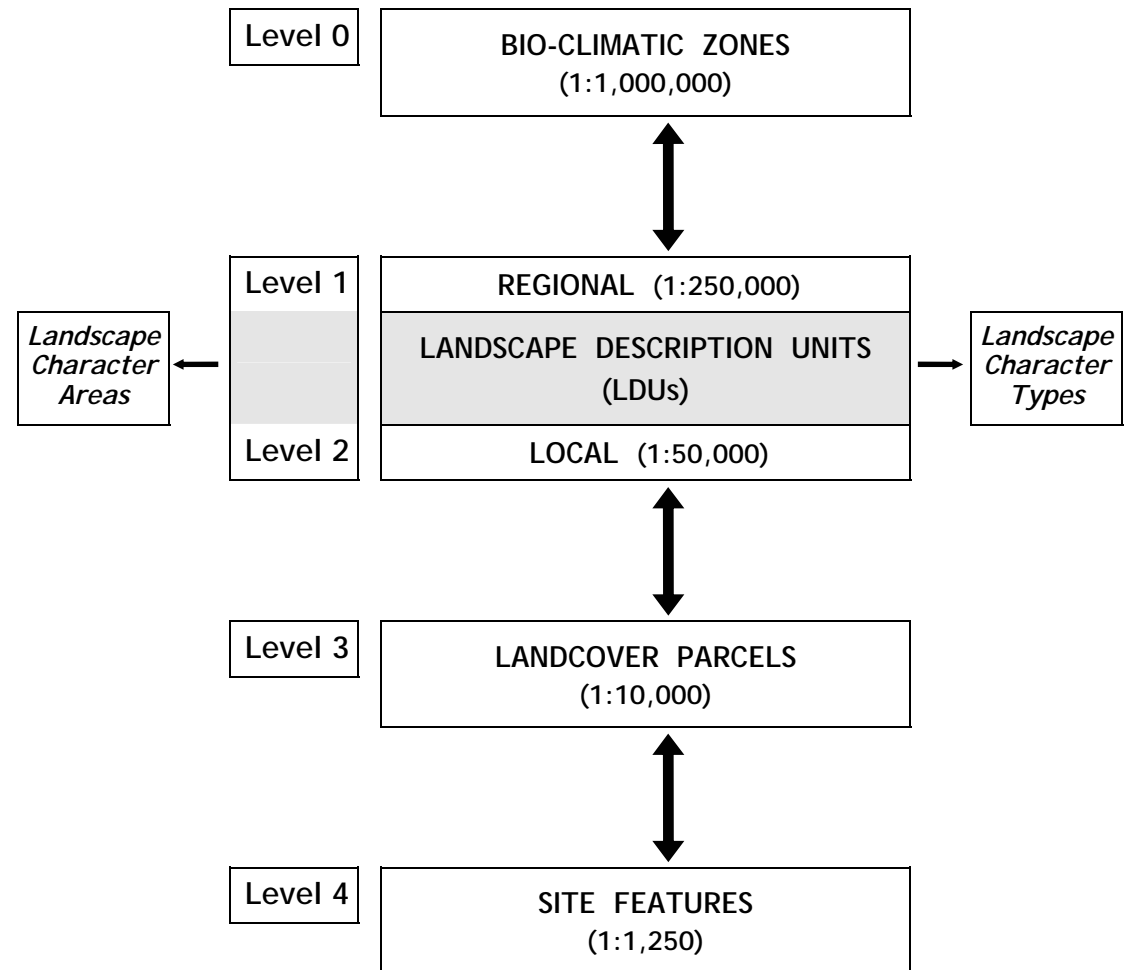 Level 0
BIO-CLIMATIC ZONES
(1:1,000,000)
Level 1
REGIONAL (1:250,000)
Landscape
Character
Areas
LANDSCAPE DESCRIPTION UNITS
(LDUs)
Landscape
Character
Types
Level 2
LOCAL (1:50,000)
Level 3
LANDCOVER PARCELS
(1:10,000)
Level 4
SITE FEATURES
(1:1,250)